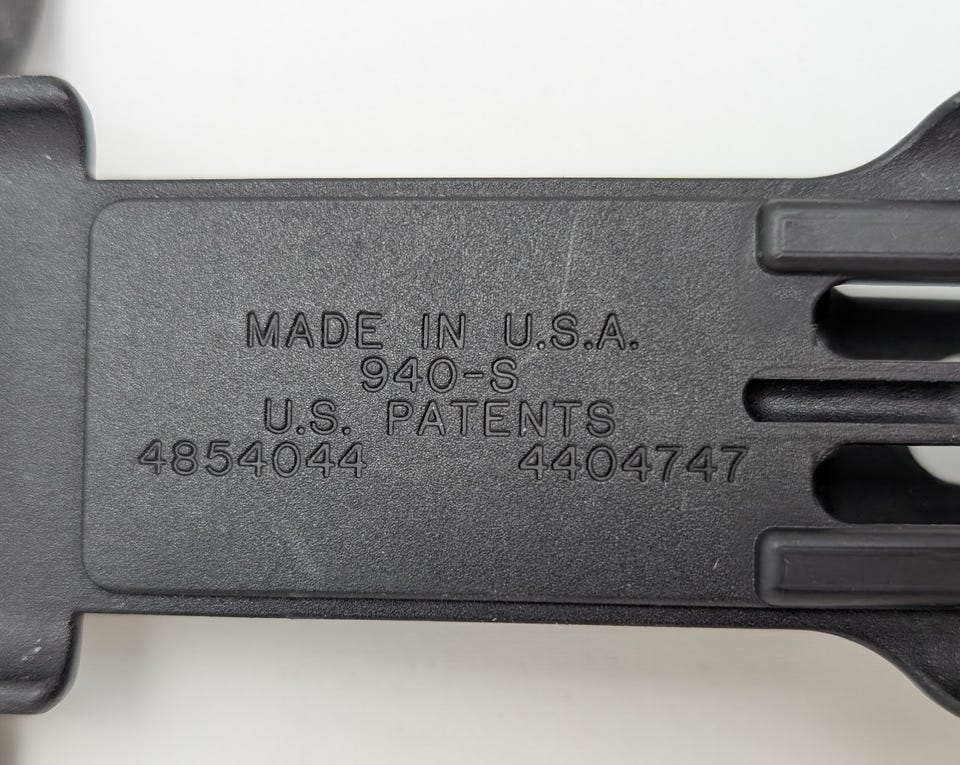 MADE IN U.S.A.
940-S
U.S. PATENTS
4854044 4404747